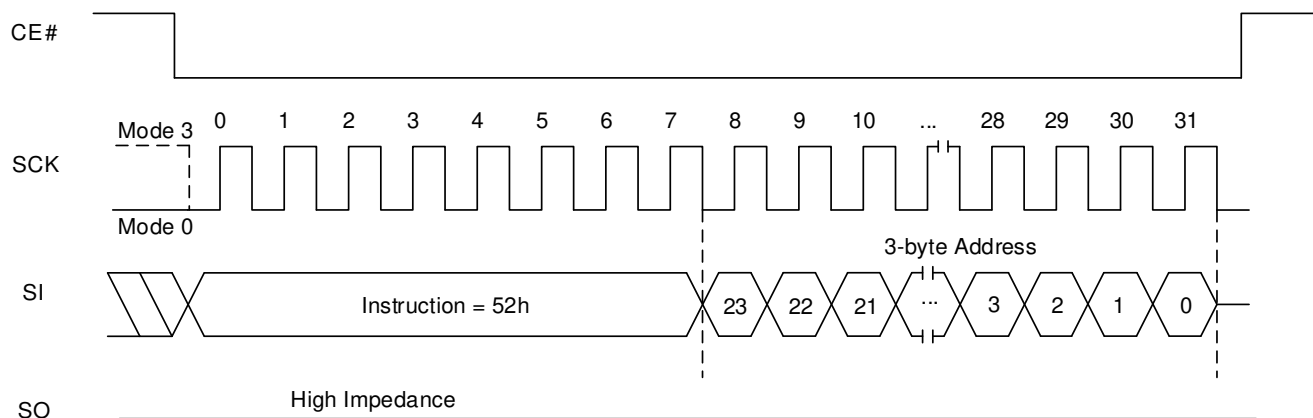 CE#
0 1 2 3 4 5 6 7 8 9 10 ... 28 29 30 31
Mode 3
SCK
Mode 0
3-byte Address
SI
Instruction = 52h
23 22 21 ... 3 2 1 0
High Impedance
SO